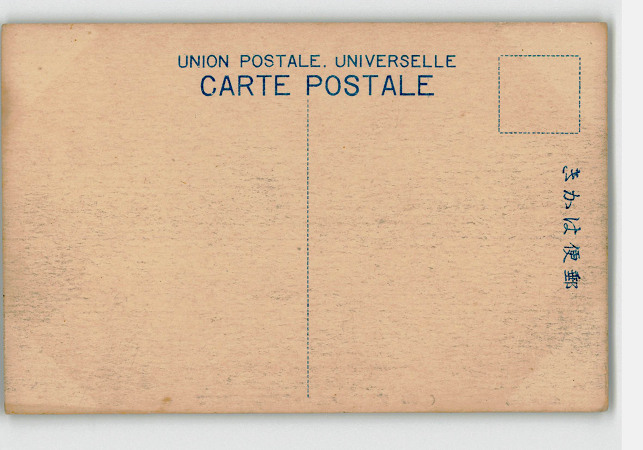 UNION POSTALE. UNIVERSELLE
CARTE POSTALE
きかは便郵